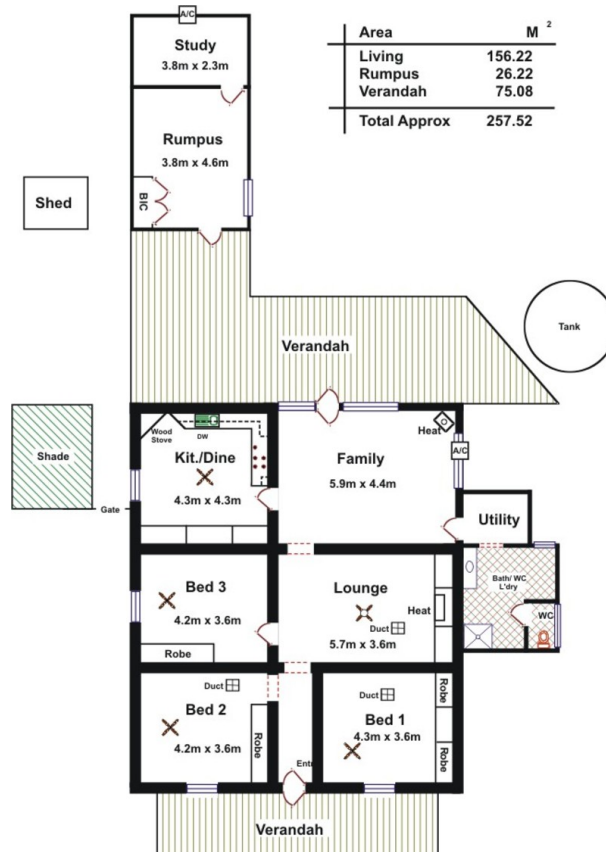 A/C
Study
3.8m x 2.3m
Area M 2
Living 156.22
Rumpus 26.22
Verandah 75.08
Total Approx 257.52
Rumpus
3.8m x 4.6m
BIC
Shed
Tank
Verandah
Wood
Stove
DW
Kit./Dine
4.3m x 4.3m
Heat
A/C
Family
5.9m x 4.4m
Shade
Gate
Utility
Bed 3
4.2m x 3.6m
Robe
Lounge
Heat
Duct
5.7m x 3.6m
Bath/ WC
L'dry
WC
Duct
Bed 2
4.2m x 3.6m
Robe
Duct
Bed 1
4.3m x 3.6m
Robe
Robe
Entr
Verandah